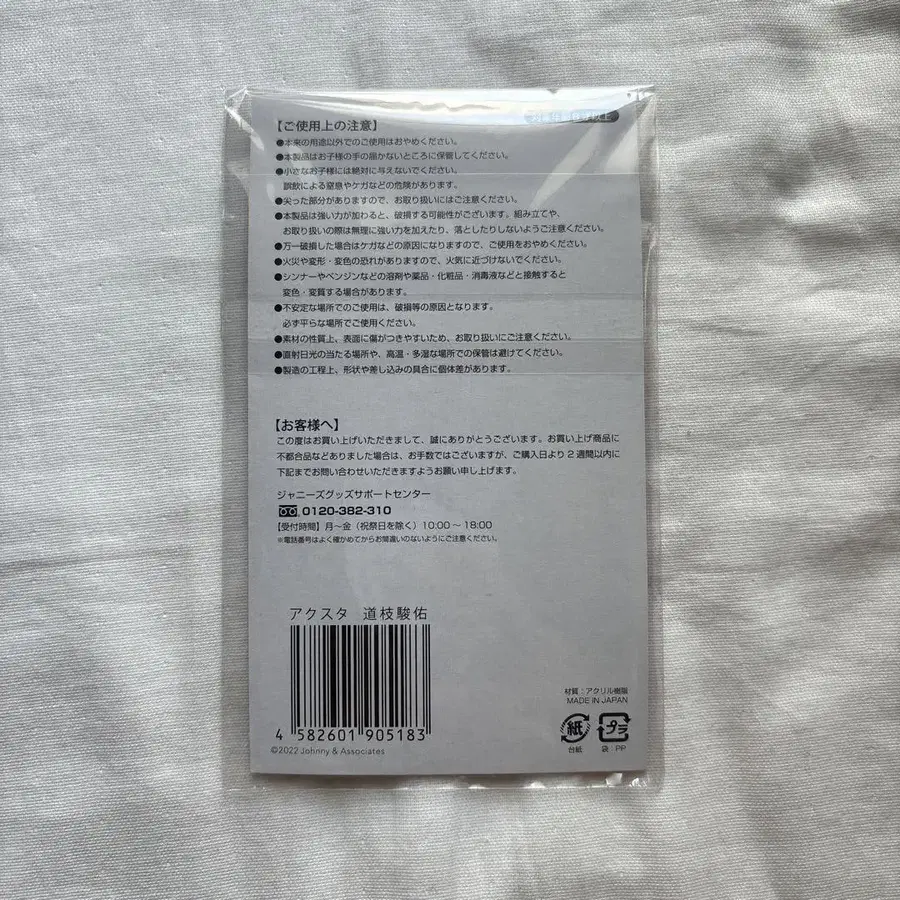 【ご使用上の注意】
●本来の用途以外でのご使用はおやめください。
●本製品はお子様の手の届かないところに保管してください。
●小さなお子様には絶対に与えないでください。
誤飲による窒息やケガなどの危険があります。
●尖った部分がありますので、お取り扱いにはご注意ください。
●本製品は強い力が加わると、破損する可能性がございます。組み立てや、
お取り扱いの際は無理に強い力を加えたり、落としたりしないようご注意ください。
●万一破損した場合はケガなどの原因になりますので、ご使用をおやめください。
●火災や変形・変色の恐れがありますので、火気に近づけないでください。
●シンナーやベンジンなどの溶剤や薬品・化粧品・消毒液などと接触すると
変色・変質する場合があります。
●不安定な場所でのご使用は、破損等の原因となります。
必ず平らな場所でご使用ください。
●素材の性質上、表面に傷がつきやすいため、お取り扱いにご注意ください。
●直射日光の当たる場所や、高温・多湿な場所での保管は避けてください。
●製造の工程上、形状や差し込みの具合に個体差があります。
【お客様へ】
この度はお買い上げいただきまして、誠にありがとうございます。お買い上げ商品に
不都合品などありました場合は、お手数ではございますが、ご購入日より2週間以内に
下記までお問い合わせいただきますようお願い申し上げます。
ジャニーズグッズサポートセンター
0120-382-310
【受付時間】月〜金（祝祭日を除く）10:00〜18:00
※電話番号はよく確かめてからお間違いのないようにご注意ください。
アクスタ 道枝駿佑
4 582601 905183
©2022 Johnny & Associates
材質：アクリル樹脂
MADE IN JAPAN
紙 プラ
台紙 袋：PP